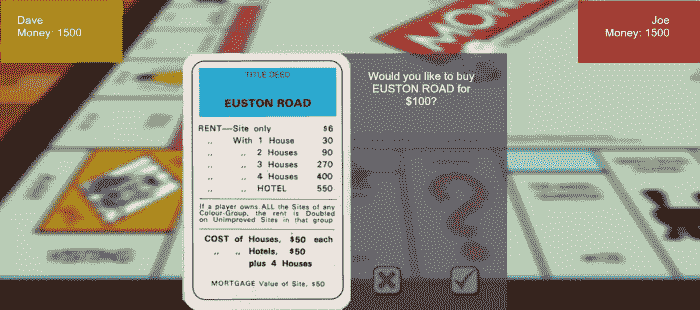 Dave
Money: 1500
Joe
Money: 1500
TITLE DEED
EUSTON ROAD
RENT—Site only $6
„ With 1 House 30
„ „ 2 Houses 90
„ „ 3 Houses 270
„ „ 4 Houses 400
„ „ HOTEL 550
If a player owns ALL the Sites of any
Colour-Group, the rent is Doubled
on Unimproved Sites in that group
COST of Houses, $50 each
„ „ Hotels, $50
plus 4 Houses
MORTGAGE Value of Site, $50
Would you like to buy
EUSTON ROAD for
$100?